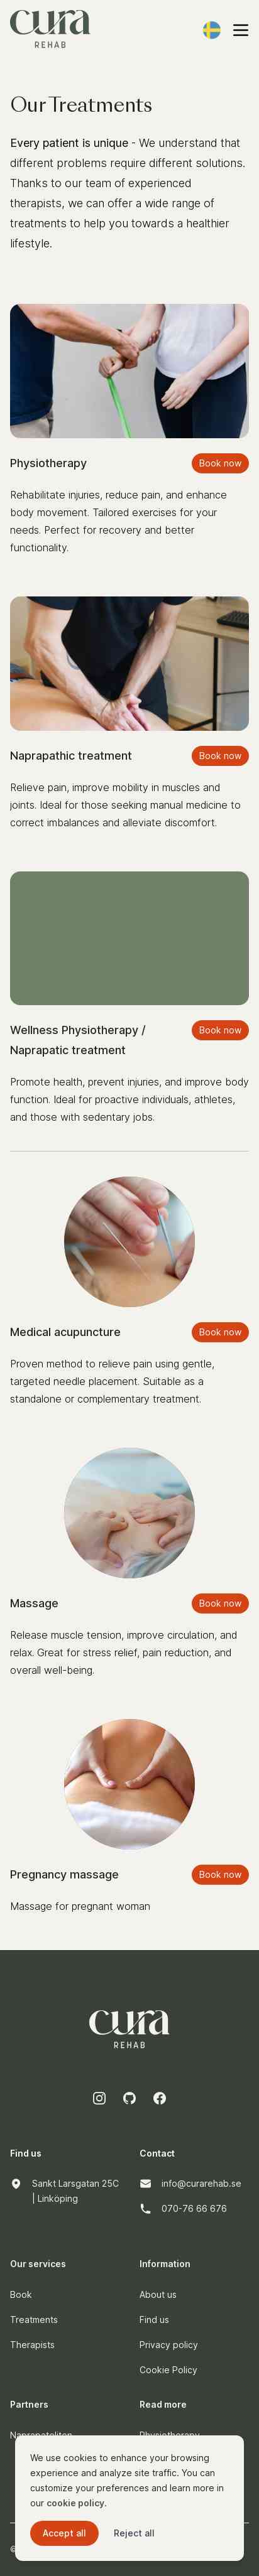 cura
REHAB
Our Treatments
Every patient is unique - We understand that
different problems require different solutions.
Thanks to our team of experienced
therapists, we can offer a wide range of
treatments to help you towards a healthier
lifestyle.
Physiotherapy
Book now
Rehabilitate injuries, reduce pain, and enhance
body movement. Tailored exercises for your
needs. Perfect for recovery and better
functionality.
Naprapathic treatment
Book now
Relieve pain, improve mobility in muscles and
joints. Ideal for those seeking manual medicine to
correct imbalances and alleviate discomfort.
Wellness Physiotherapy /
Naprapatic treatment
Book now
Promote health, prevent injuries, and improve body
function. Ideal for proactive individuals, athletes,
and those with sedentary jobs.
Medical acupuncture
Book now
Proven method to relieve pain using gentle,
targeted needle placement. Suitable as a
standalone or complementary treatment.
Massage
Book now
Release muscle tension, improve circulation, and
relax. Great for stress relief, pain reduction, and
overall well-being.
Pregnancy massage
Book now
Massage for pregnant woman
cura
REHAB
Find us
Sankt Larsgatan 25C
| Linköping
Contact
info@curarehab.se
070-76 66 676
Our services
Book
Treatments
Therapists
Information
About us
Find us
Privacy policy
Cookie Policy
Partners
Read more
We use cookies to enhance your browsing
experience and analyze site traffic. You can
customize your preferences and learn more in
our cookie policy.
Accept all
Reject all
©